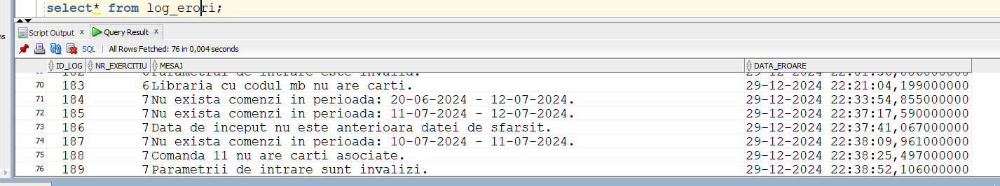 select* from log_erori;
ns
Script Output x Query Result x
SQL | All Rows Fetched: 76 in 0,004 seconds
ID_LOG NR_EXERCITIU MESAJ DATA_EROARE
69 182 6 Parametrul de intrare este invalid. 29-12-2024
70 183 6 Libraria cu codul mb nu are carti. 29-12-2024 22:21:04,199000000
71 184 7 Nu exista comenzi in perioada: 20-06-2024 - 12-07-2024. 29-12-2024 22:33:54,855000000
72 185 7 Nu exista comenzi in perioada: 11-07-2024 - 12-07-2024. 29-12-2024 22:37:17,590000000
73 186 7 Data de inceput nu este anterioara datei de sfarsit. 29-12-2024 22:37:41,067000000
74 187 7 Nu exista comenzi in perioada: 10-07-2024 - 11-07-2024. 29-12-2024 22:38:09,961000000
75 188 7 Comanda 11 nu are carti asociate. 29-12-2024 22:38:25,497000000
76 189 7 Parametrii de intrare sunt invalizi. 29-12-2024 22:38:52,106000000